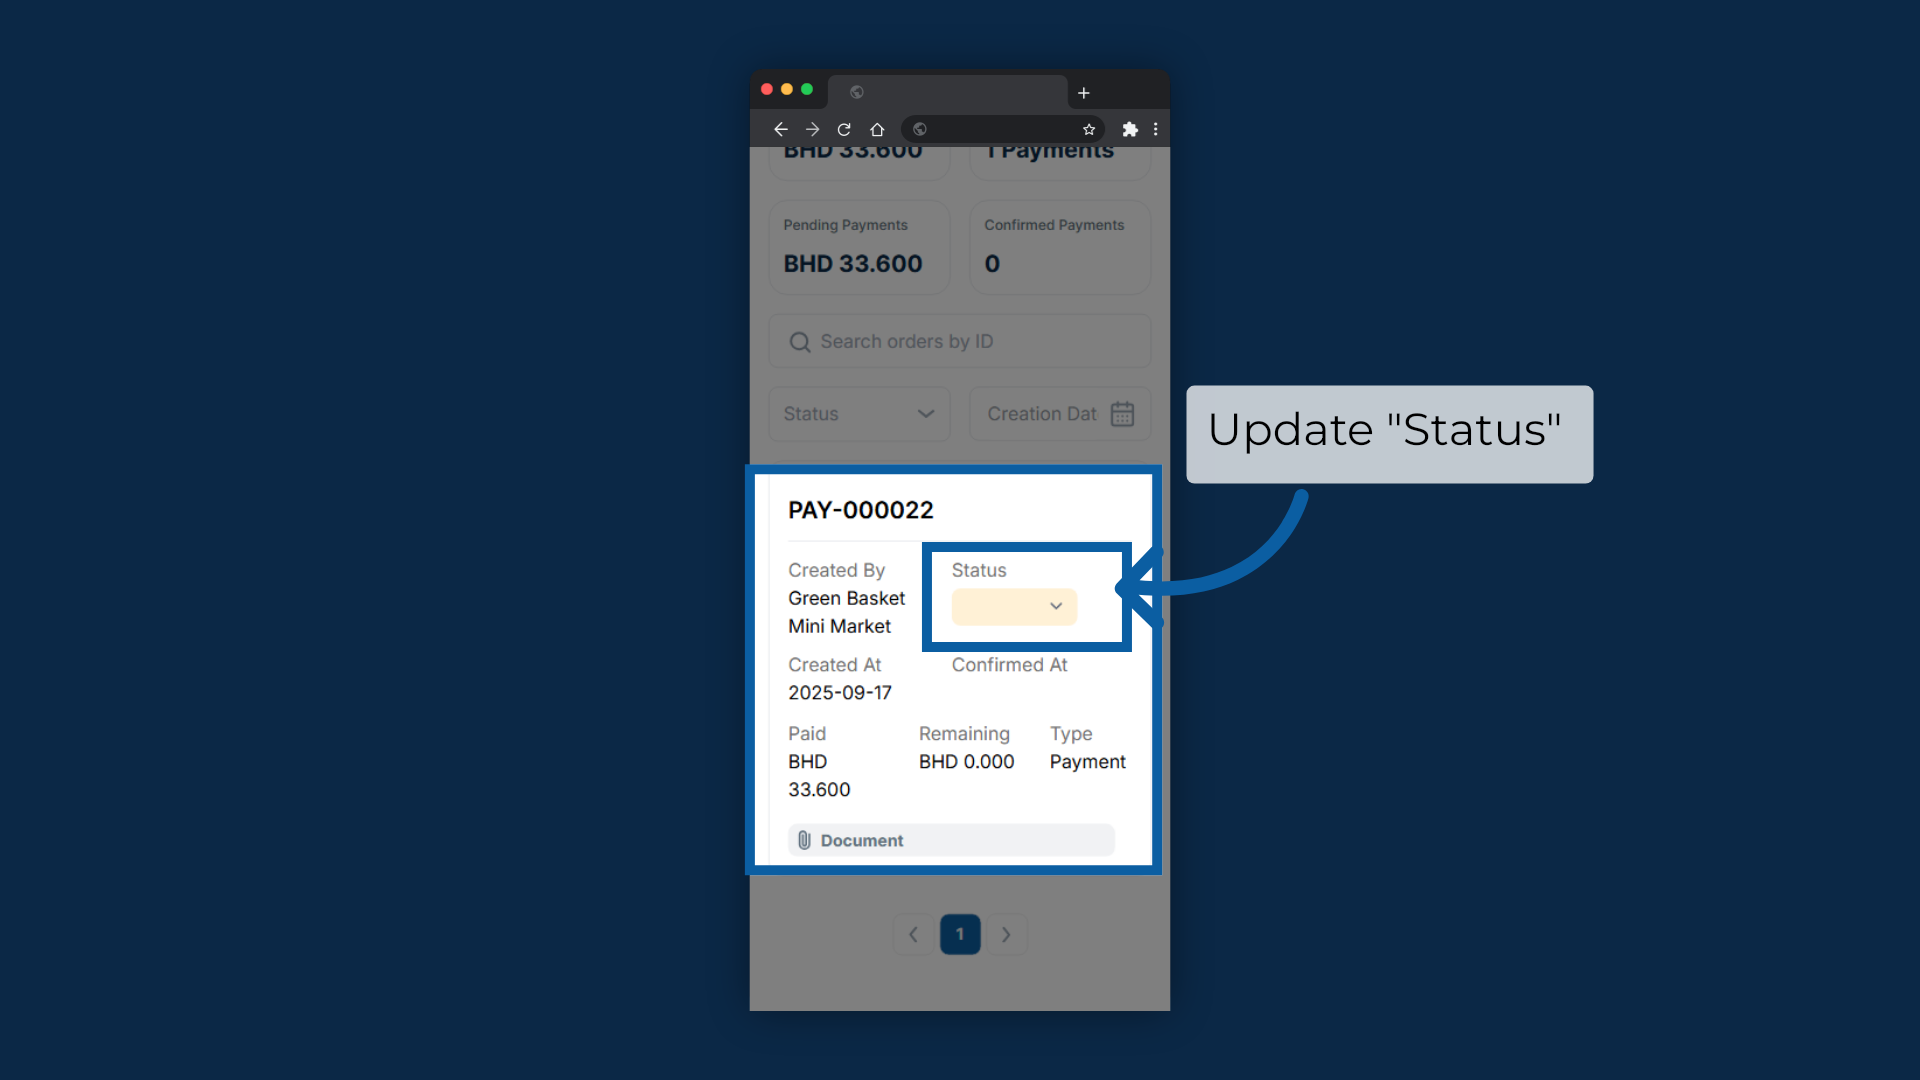 BHD 33.600
1 Payments
Pending Payments
Confirmed Payments
BHD 33.600
0
Search orders by ID
Status
Creation Dat
Update "Status"
PAY-000022
Created By
Status
Green Basket
Mini Market
Created At
Confirmed At
2025-09-17
Paid
Remaining
Type
BHD
BHD 0.000
Payment
33.600
Document
1